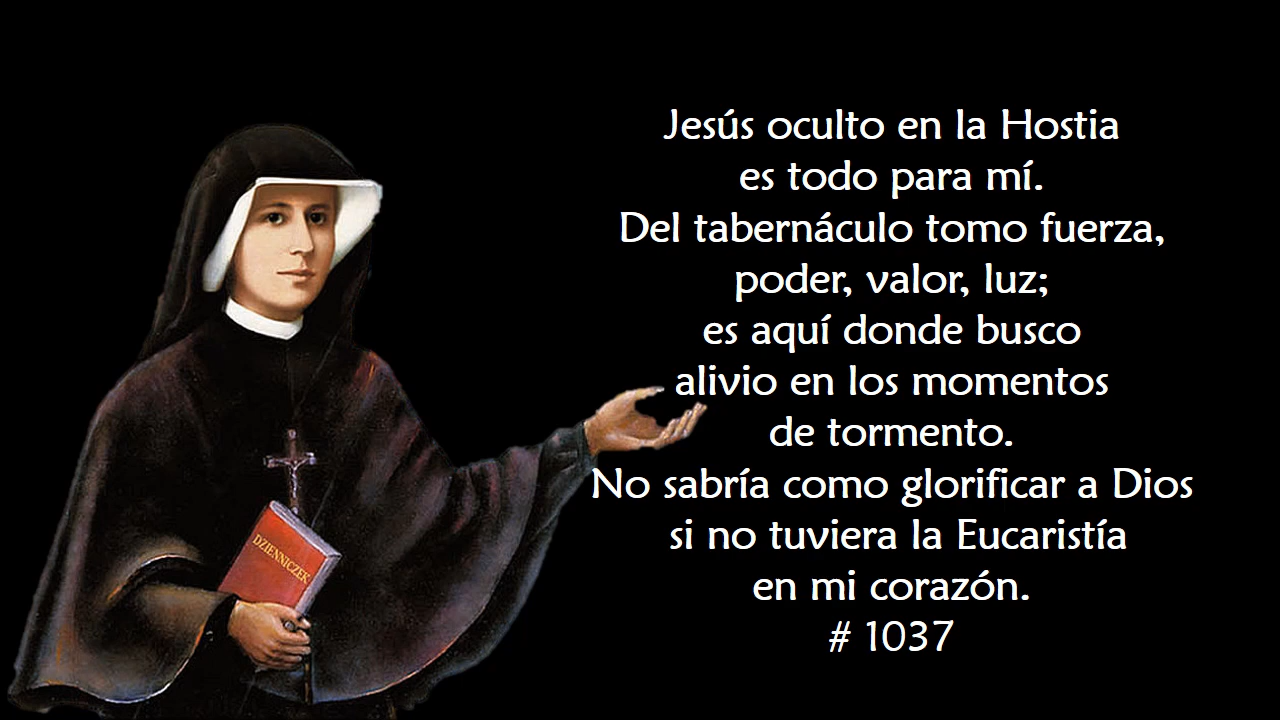 Jesús oculto en la Hostia
es todo para mí.
Del tabernáculo tomo fuerza,
poder, valor, luz;
es aquí donde busco
alivio en los momentos
de tormento.
No sabría como glorificar a Dios
si no tuviera la Eucaristía
en mi corazón.
# 1037
DZIENNICZEK